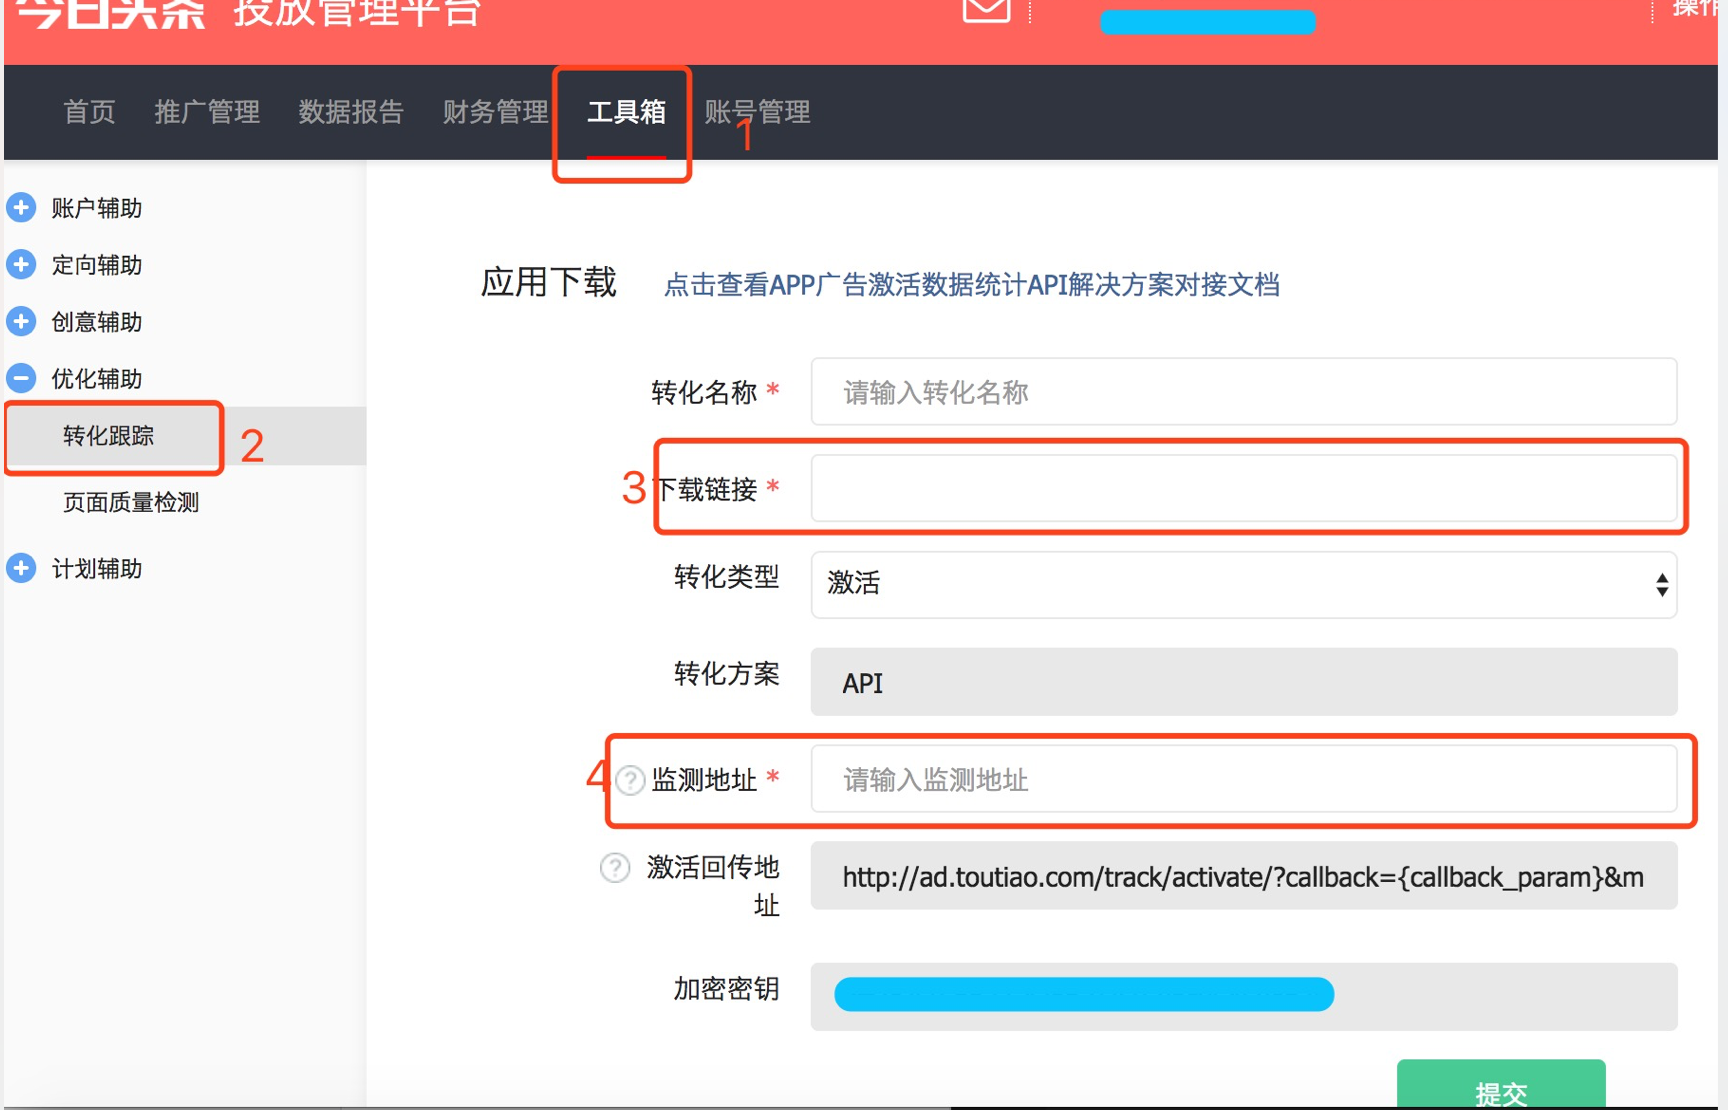 今日头条 投放管理平台 操作
首页 推广管理 数据报告 财务管理 工具箱 账号管理
1
账户辅助
定向辅助
创意辅助
优化辅助
转化跟踪
2
页面质量检测
计划辅助
应用下载 点击查看APP广告激活数据统计API解决方案对接文档
转化名称 * 请输入转化名称
3 下载链接 *
转化类型 激活
转化方案 API
4 ? 监测地址 * 请输入监测地址
? 激活回传地址 http://ad.toutiao.com/track/activate/?callback={callback_param}&m
加密密钥
提交